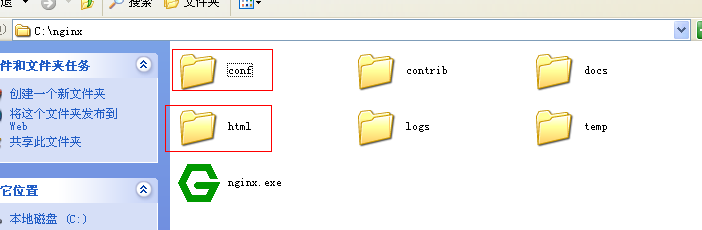 退
搜索
文件夹
C:\nginx
件和文件夹任务
创建一个新文件夹
将这个文件夹发布到
Web
共享此文件夹
它位置
本地磁盘 (C:)
conf
contrib
docs
html
logs
temp
nginx.exe